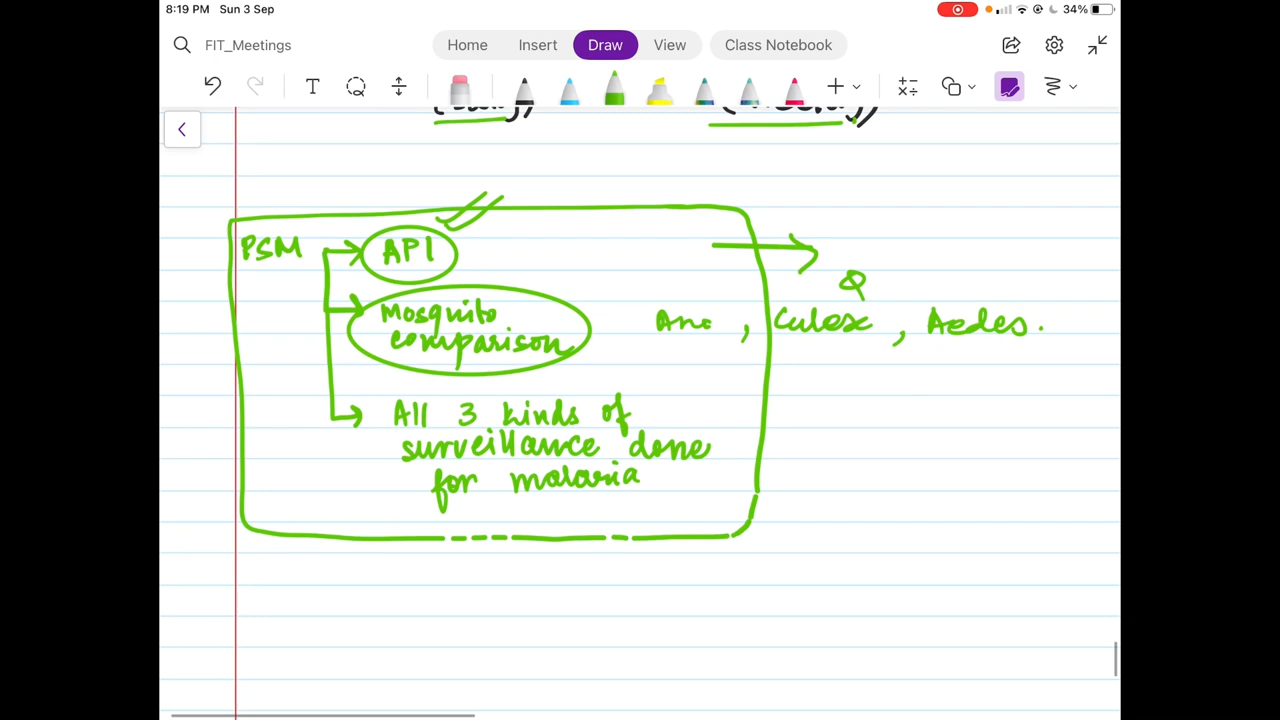 8:19 PM Sun 3 Sep
34%
FIT_Meetings
Home Insert Draw View Class Notebook
T
PSM
API
Mosquito
comparison
Ano , Culex , Aedes.
Q
All 3 kinds of
surveillance done
for malaria